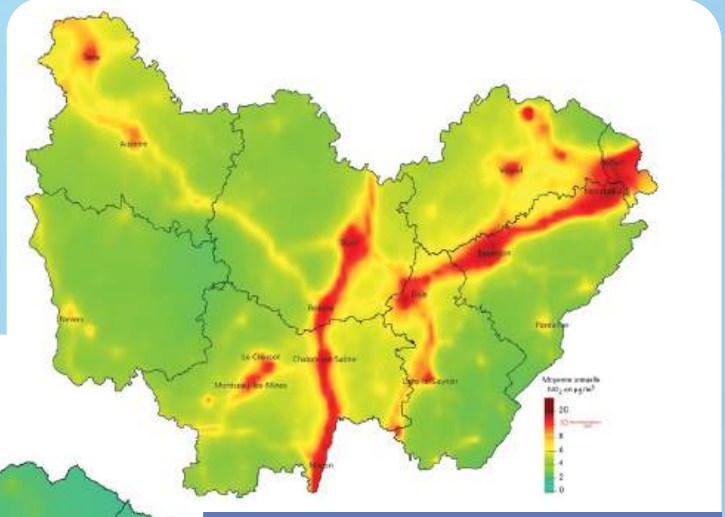 Sens
Auxerre
Vesoul
Belfort
Montbéliard
Dijon
Besançon
Dole
Beaune
Nevers
Pontarlier
Le Creusot
Chalon-sur-Saône
Montceau-les-Mines
Lons-le-Saunier
Moyenne annuelle
NO2 en µg/m3
20
10
8
6
4
2
0
Mâcon